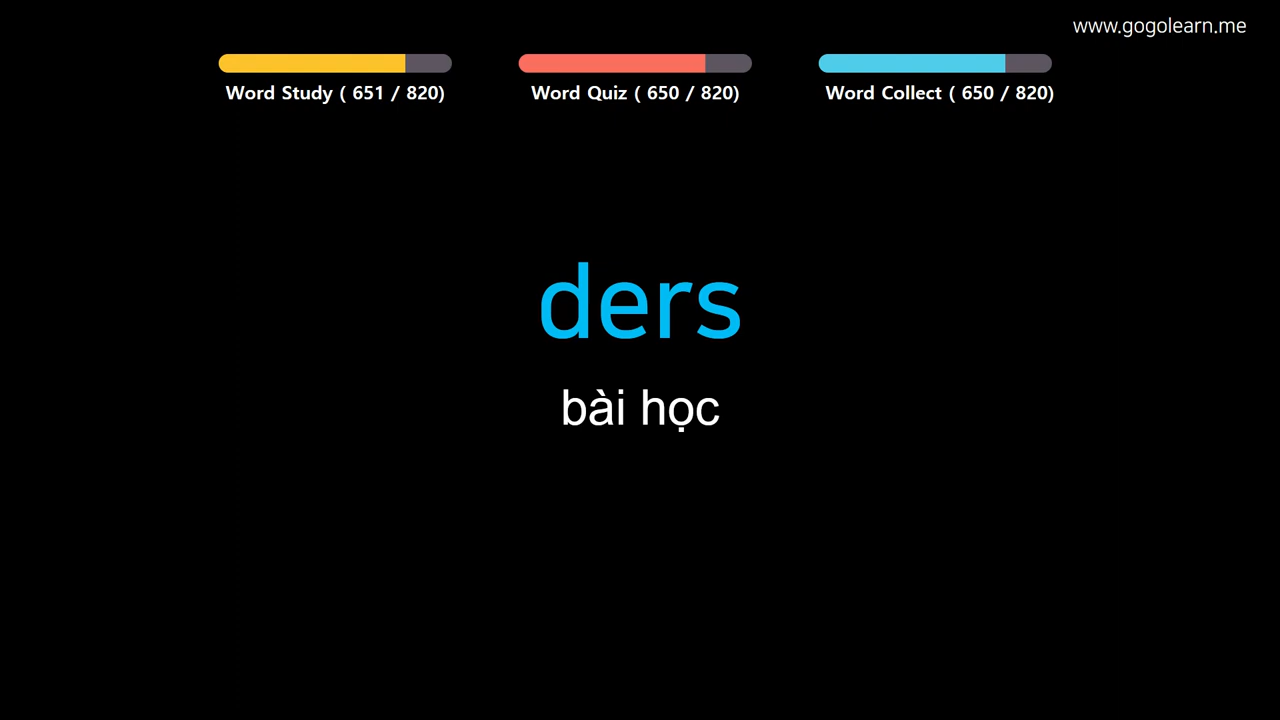 www.gogolearn.me
Word Study ( 651 / 820)
Word Quiz ( 650 / 820)
Word Collect ( 650 / 820)
ders
bài học